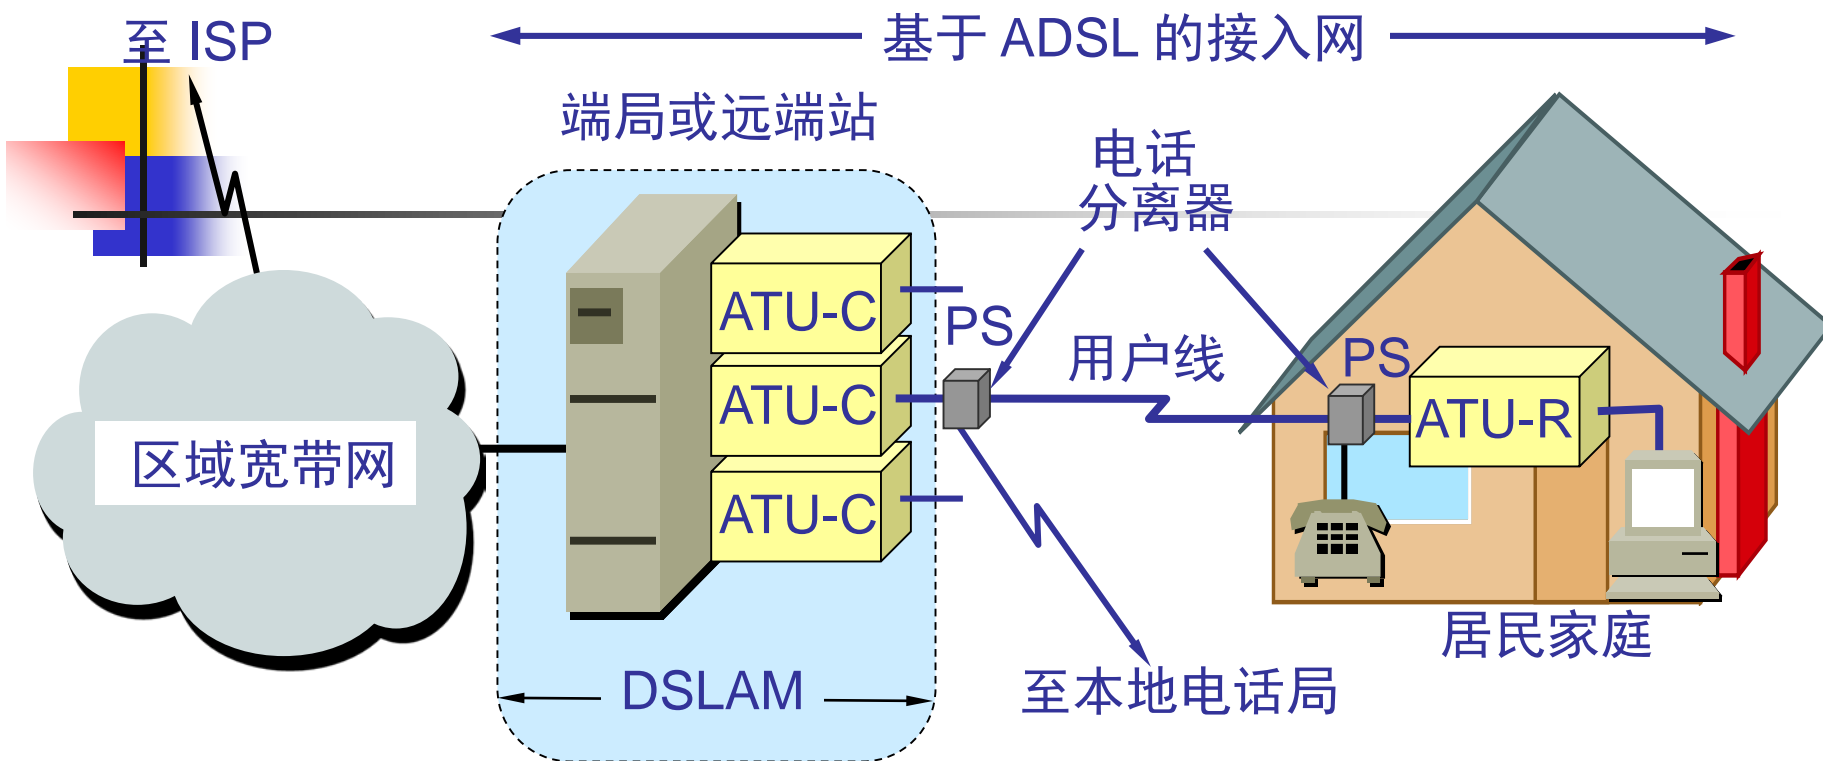 至 ISP
基于 ADSL 的接入网
端局或远端站
电话
分离器
ATU-C
PS
用户线
PS
ATU-C
ATU-R
区域宽带网
ATU-C
居民家庭
DSLAM
至本地电话局